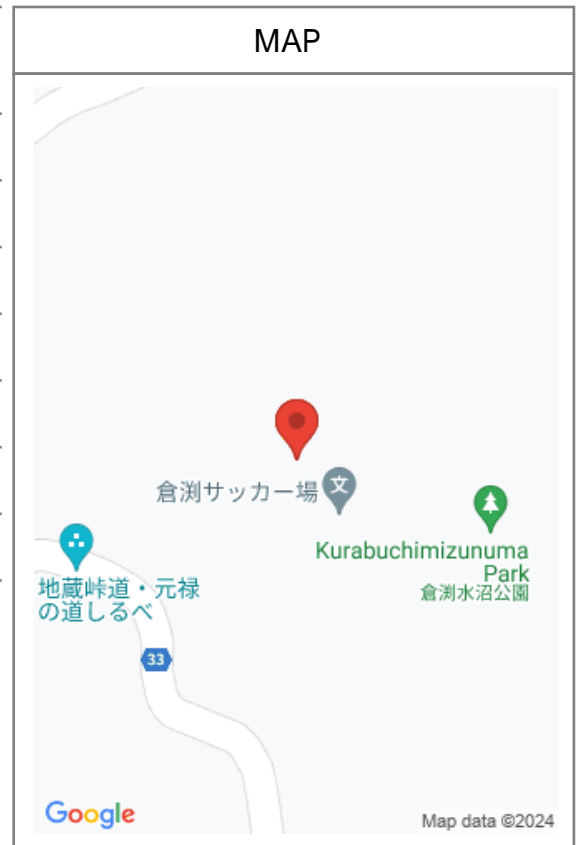 MAP
倉渕サッカー場
文
Kurabuchimizunuma
Park
倉渕水沼公園
地蔵峠道・元禄
の道しるべ
33
Google
Map data ©2024